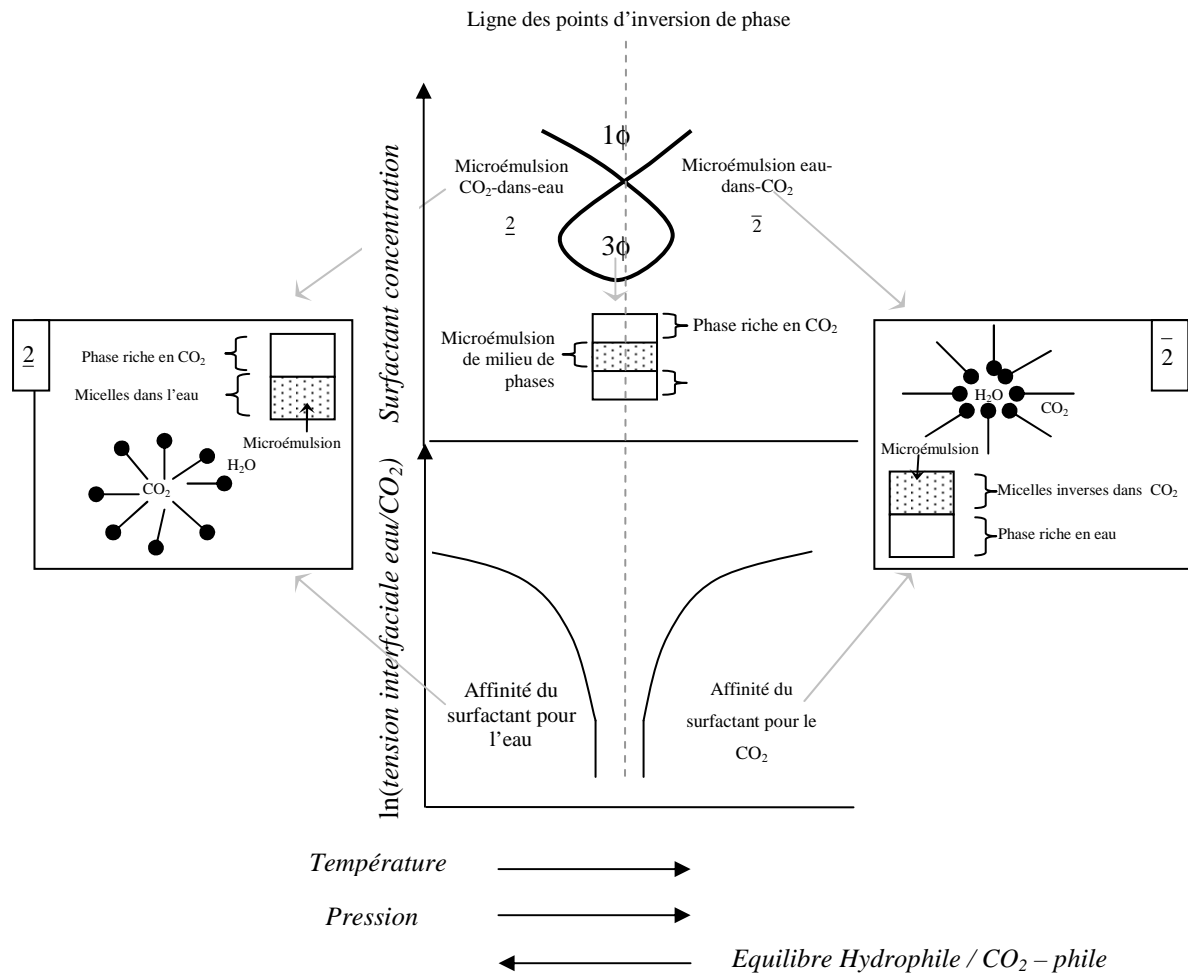 Ligne des points d’inversion de phase
Surfactant concentration
1ϕ
Microémulsion
CO₂-dans-eau
2̲
Microémulsion eau-
dans-CO₂
2̅
3ϕ
Microémulsion
de milieu de
phases
Phase riche en CO₂
2̲
Phase riche en CO₂
Micelles dans l’eau
Microémulsion
H₂O
CO₂
2̅
H₂O
CO₂
Microémulsion
Micelles inverses dans CO₂
Phase riche en eau
ln(tension interfaciale eau/CO₂)
Affinité du
surfactant pour
l’eau
Affinité du
surfactant pour le
CO₂
Température
Pression
Equilibre Hydrophile / CO₂ – phile